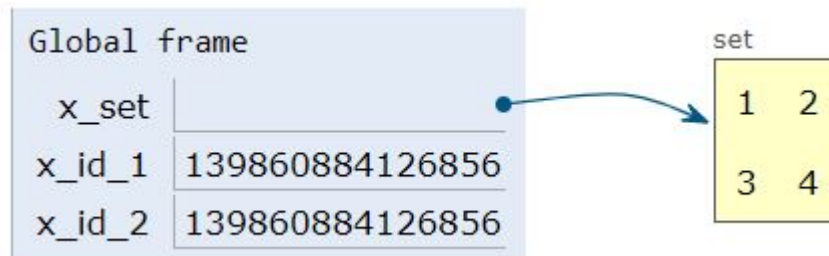 Global frame
set
x_set
1 2
x_id_1 139860884126856
3 4
x_id_2 139860884126856